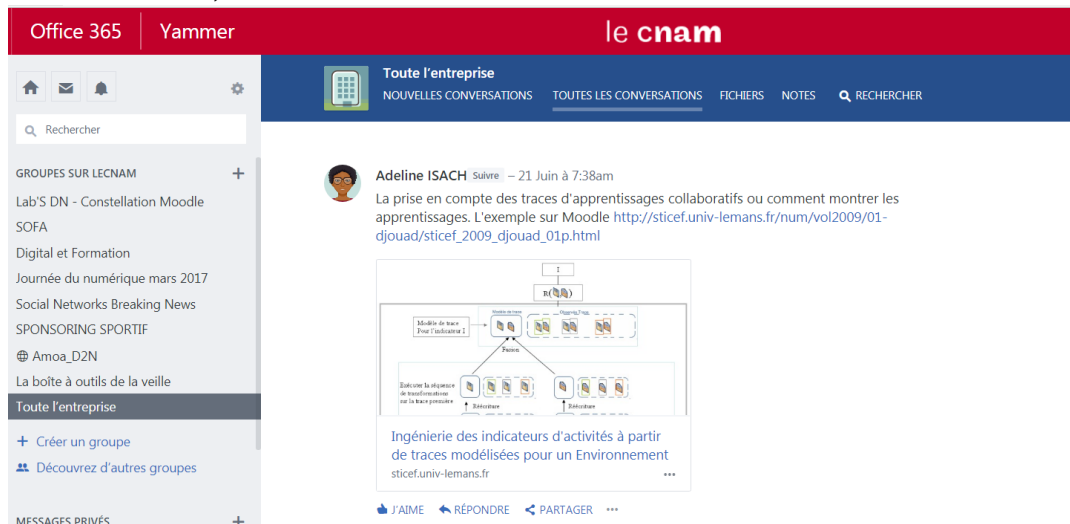 Office 365
Yammer
le cnam
Toute l'entreprise
NOUVELLES CONVERSATIONS
TOUTES LES CONVERSATIONS
FICHIERS
NOTES
RECHERCHER
Rechercher
GROUPES SUR LECNAM
Lab'S DN - Constellation Moodle
SOFA
Digital et Formation
Journée du numérique mars 2017
Social Networks Breaking News
SPONSORING SPORTIF
Amoa_D2N
La boîte à outils de la veille
Toute l'entreprise
+ Créer un groupe
Découvrez d'autres groupes
MESSAGES PRIVÉS
Adeline ISACH Suivre – 21 Juin à 7:38am
La prise en compte des traces d'apprentissages collaboratifs ou comment montrer les
apprentissages. L'exemple sur Moodle http://sticef.univ-lemans.fr/num/vol2009/01-
djouad/sticef_2009_djouad_01p.html
I
R( )
Modèle de trace
Modèle de trace
Pour l'indicateur I
Fusion
Exécuter la séquence
de transformations
sur la trace première
Réécriture
Réécriture
Ingénierie des indicateurs d'activités à partir
de traces modélisées pour un Environnement
sticef.univ-lemans.fr
J'AIME
RÉPONDRE
PARTAGER